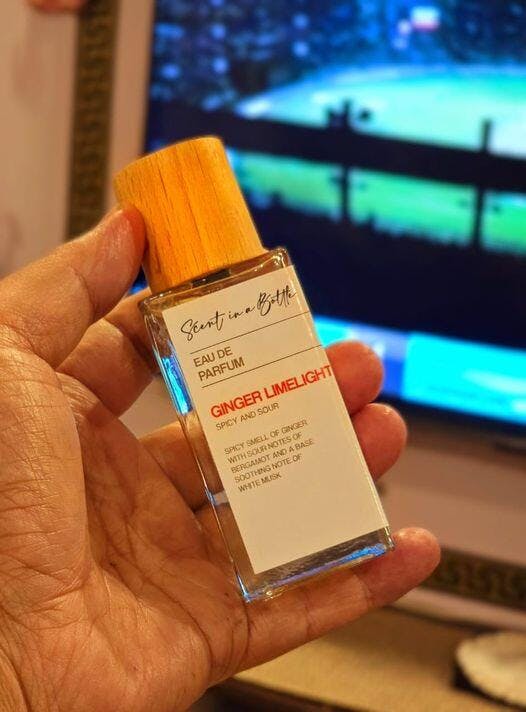 Scent in a Bottle
EAU DE
PARFUM
GINGER LIMELIGHT
SPICY AND SOUR
SPICY SMELL OF GINGER
WITH SOUR NOTES OF
BERGAMOT AND A BASE
SOOTHING NOTE OF
WHITE MUSK